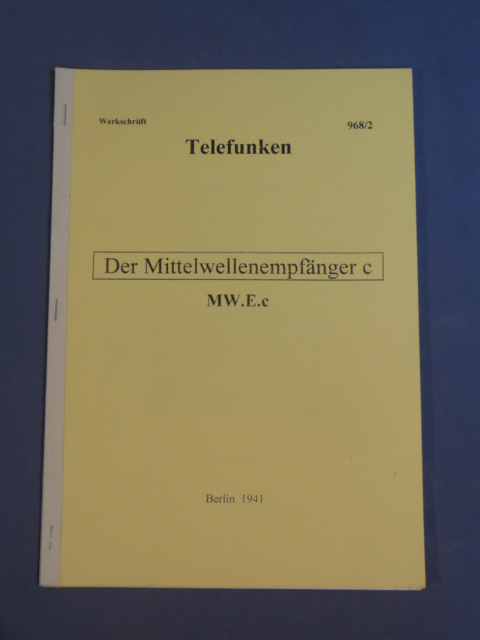 Werkschrift
968/2
Telefunken
Der Mittelwellenempfänger c
MW.E.c
Berlin 1941